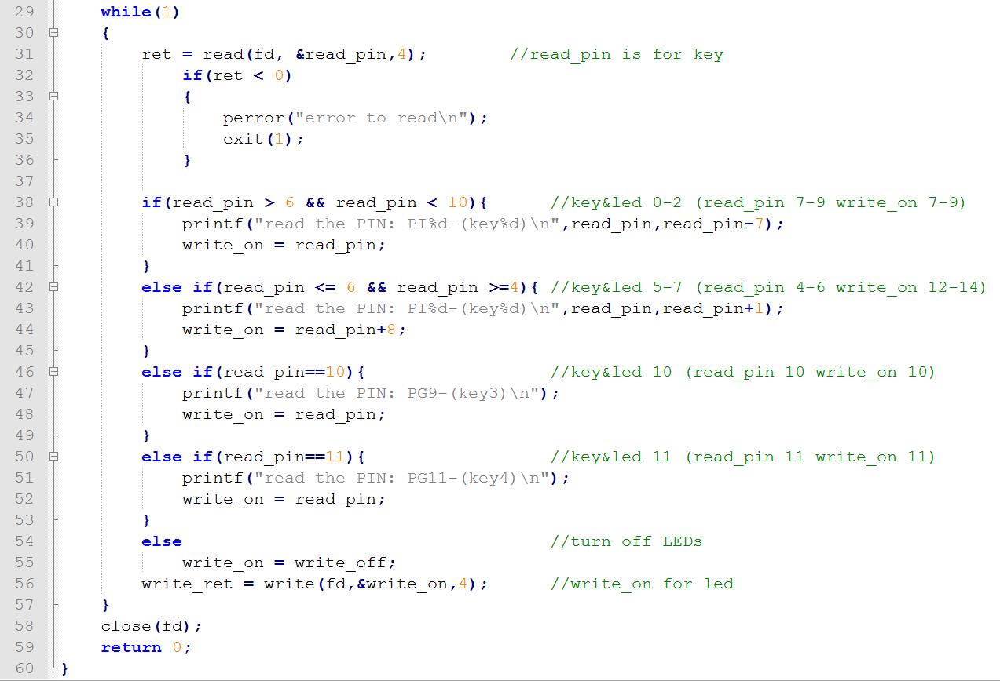 29 while(1)
30 {
31 ret = read(fd, &read_pin,4); //read_pin is for key
32 if(ret < 0)
33 {
34 perror("error to read\n");
35 exit(1);
36 }
37
38 if(read_pin > 6 && read_pin < 10){ //key&led 0-2 (read_pin 7-9 write_on 7-9)
39 printf("read the PIN: PI%d-(key%d)\n",read_pin,read_pin-7);
40 write_on = read_pin;
41 }
42 else if(read_pin <= 6 && read_pin >=4){ //key&led 5-7 (read_pin 4-6 write_on 12-14)
43 printf("read the PIN: PI%d-(key%d)\n",read_pin,read_pin+1);
44 write_on = read_pin+8;
45 }
46 else if(read_pin==10){ //key&led 10 (read_pin 10 write_on 10)
47 printf("read the PIN: PG9-(key3)\n");
48 write_on = read_pin;
49 }
50 else if(read_pin==11){ //key&led 11 (read_pin 11 write_on 11)
51 printf("read the PIN: PG11-(key4)\n");
52 write_on = read_pin;
53 }
54 else //turn off LEDs
55 write_on = write_off;
56 write_ret = write(fd,&write_on,4); //write_on for led
57 }
58 close(fd);
59 return 0;
60 }